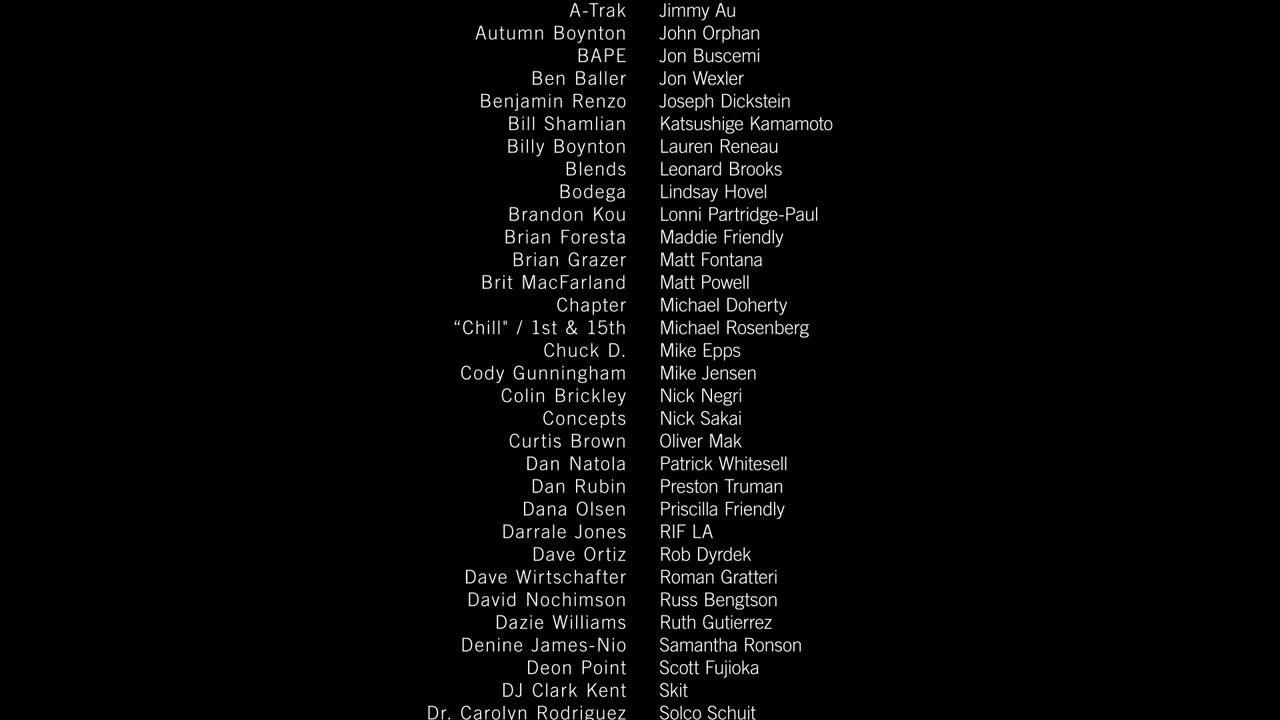 A-Trak Jimmy Au
Autumn Boynton John Orphan
BAPE Jon Buscemi
Ben Baller Jon Wexler
Benjamin Renzo Joseph Dickstein
Bill Shamlian Katsushige Kamamoto
Billy Boynton Lauren Reneau
Blends Leonard Brooks
Bodega Lindsay Hovel
Brandon Kou Lonni Partridge-Paul
Brian Foresta Maddie Friendly
Brian Grazer Matt Fontana
Brit MacFarland Matt Powell
Chapter Michael Doherty
“Chill" / 1st & 15th Michael Rosenberg
Chuck D. Mike Epps
Cody Gunningham Mike Jensen
Colin Brickley Nick Negri
Concepts Nick Sakai
Curtis Brown Oliver Mak
Dan Natola Patrick Whitesell
Dan Rubin Preston Truman
Dana Olsen Priscilla Friendly
Darrale Jones RIF LA
Dave Ortiz Rob Dyrdek
Dave Wirtschafter Roman Gratteri
David Nochimson Russ Bengtson
Dazie Williams Ruth Gutierrez
Denine James-Nio Samantha Ronson
Deon Point Scott Fujioka
DJ Clark Kent Skit
Dr. Carolyn Rodriguez Solco Schuit